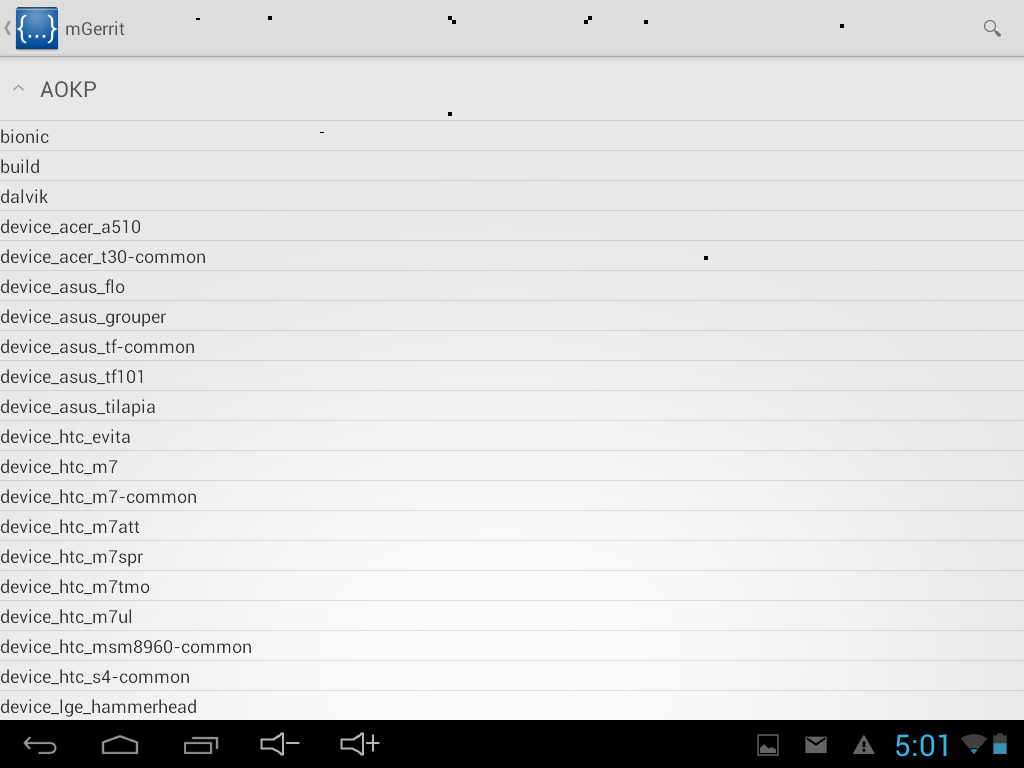 {...} mGerrit
AOKP
bionic
build
dalvik
device_acer_a510
device_acer_t30-common
device_asus_flo
device_asus_grouper
device_asus_tf-common
device_asus_tf101
device_asus_tilapia
device_htc_evita
device_htc_m7
device_htc_m7-common
device_htc_m7att
device_htc_m7spr
device_htc_m7tmo
device_htc_m7ul
device_htc_msm8960-common
device_htc_s4-common
device_lge_hammerhead
5:01